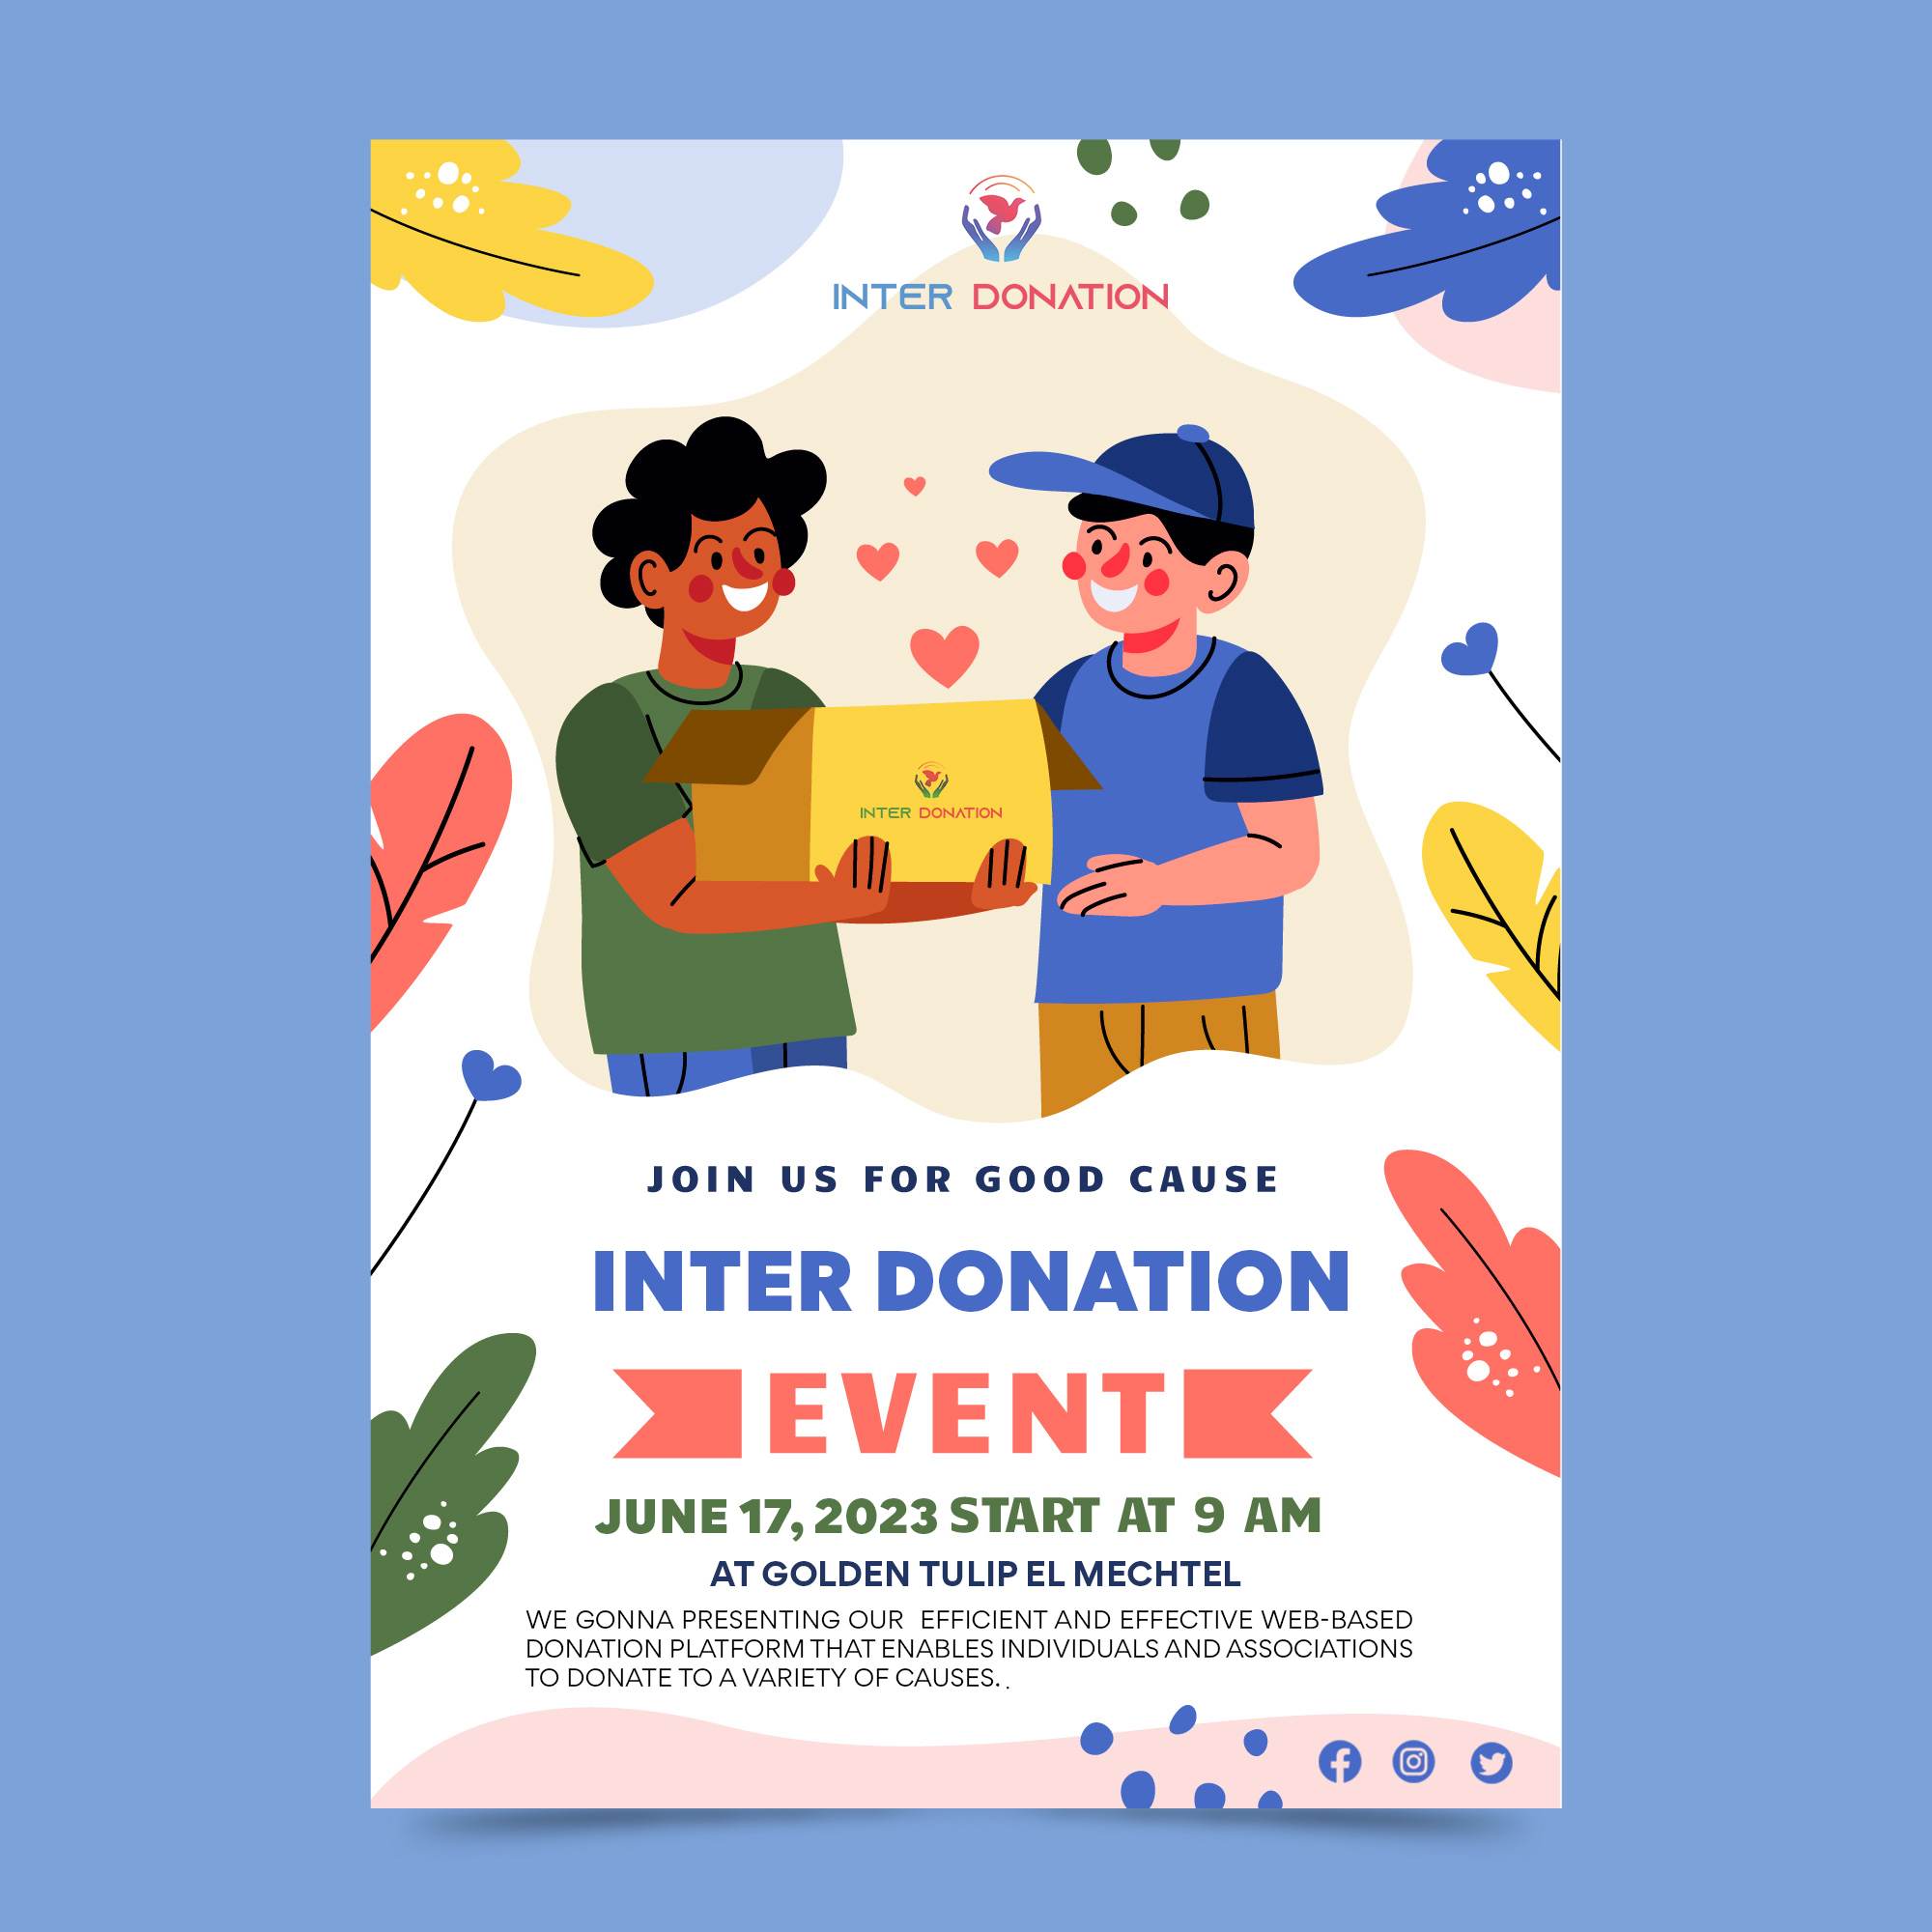 INTER DONATION
INTER DONATION
JOIN US FOR GOOD CAUSE
INTER DONATION
EVENT
JUNE 17, 2023 START AT 9 AM
AT GOLDEN TULIP EL MECHTEL
WE GONNA PRESENTING OUR EFFICIENT AND EFFECTIVE WEB-BASED
DONATION PLATFORM THAT ENABLES INDIVIDUALS AND ASSOCIATIONS
TO DONATE TO A VARIETY OF CAUSES. .